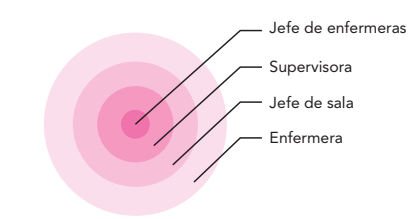 Jefe de enfermeras
Supervisora
Jefe de sala
Enfermera